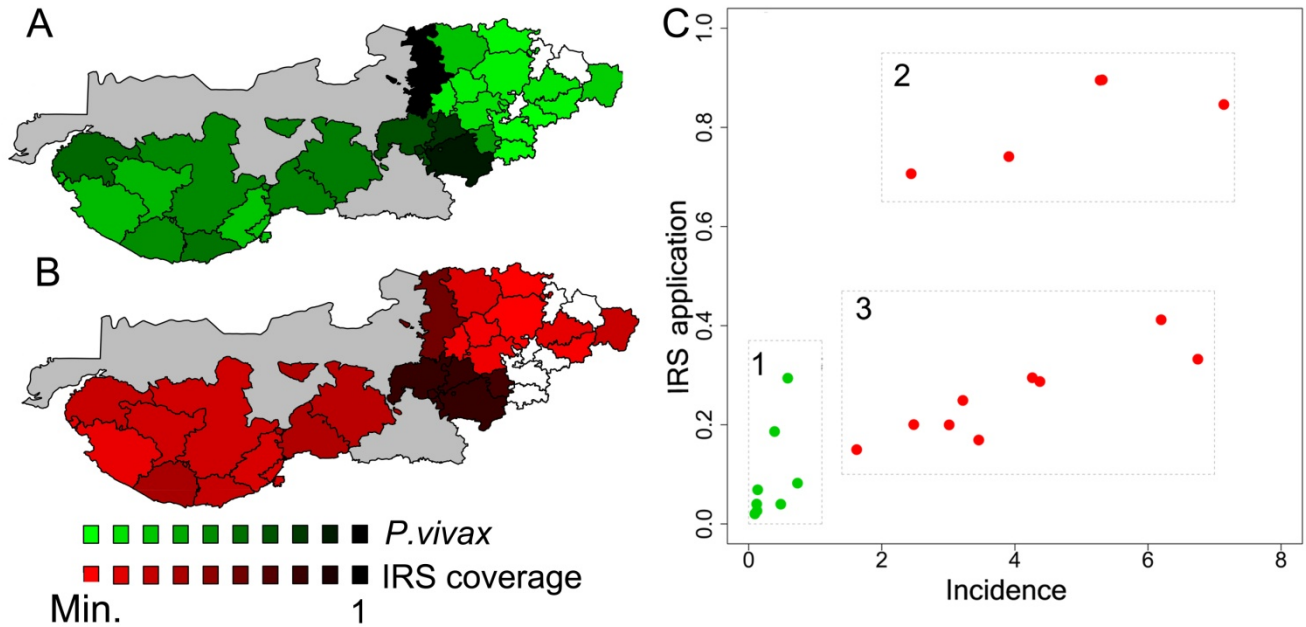 A
B
P.vivax
IRS coverage
Min. 1
C
1.0
0.8
0.6
0.4
0.2
0.0
IRS application
2
3
1
0 2 4 6 8
Incidence